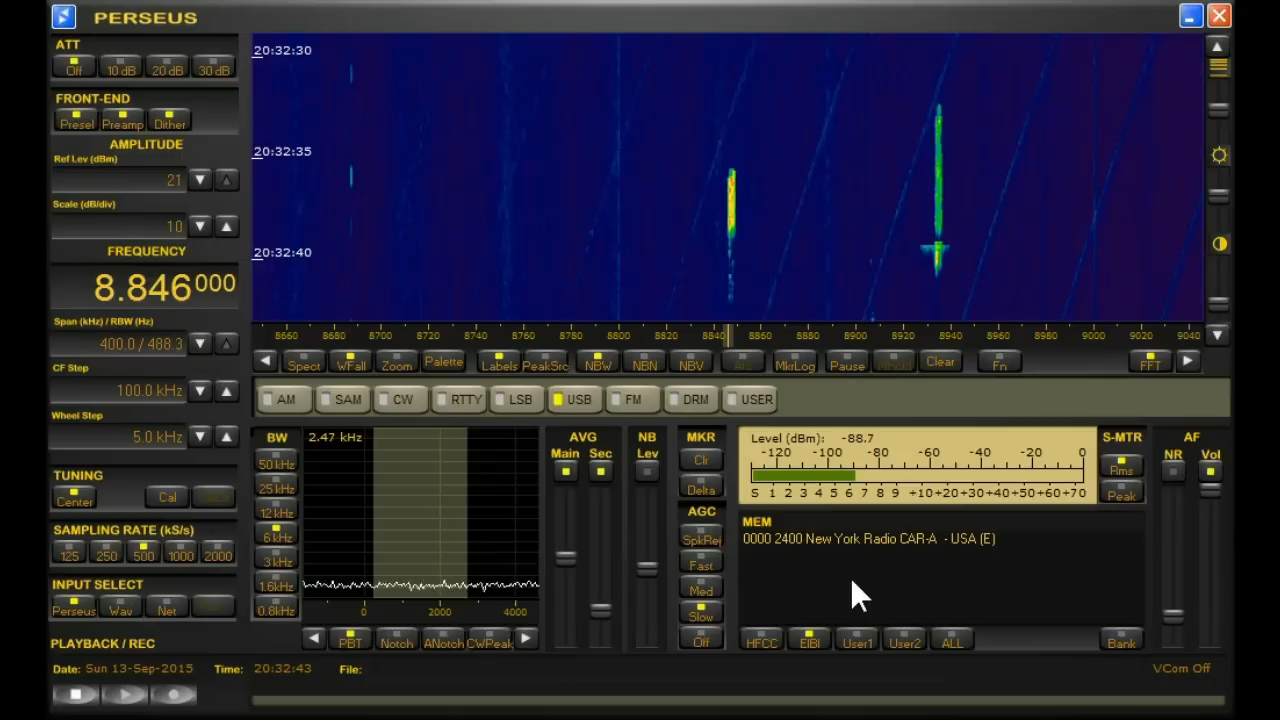 PERSEUS
ATT
Off 10 dB 20 dB 30 dB
FRONT-END
Presel Preamp Dither
AMPLITUDE
Ref Lev (dBm)
21
Scale (dB/div)
10
FREQUENCY
8.846000
Span (kHz) / RBW (Hz)
400.0 / 488.3
CF Step
100.0 kHz
Wheel Step
5.0 kHz
TUNING
Center Cal
SAMPLING RATE (kS/s)
125 250 500 1000 2000
INPUT SELECT
Perseus Wav Net
PLAYBACK / REC
Date: Sun 13-Sep-2015 Time: 20:32:43 File:
20:32:30
20:32:35
20:32:40
8660 8680 8700 8720 8740 8760 8780 8800 8820 8840 8860 8880 8900 8920 8940 8960 8980 9000 9020 9040
Spect WFall Zoom Palette Labels PeakSrc NBW NBN NBV MkrLog Pause Clear Fn FFT
AM SAM CW RTTY LSB USB FM DRM USER
BW
50 kHz
25 kHz
12 kHz
6 kHz
3 kHz
1.6kHz
0.8kHz
2.47 kHz
0 2000 4000
PBT Notch ANotch CWPeak
AVG
Main Sec
NB
Lev
MKR
Clr
Delta
AGC
SpkRej
Fast
Med
Slow
Off
Level (dBm): -88.7
-120 -100 -80 -60 -40 -20 0
S 1 2 3 4 5 6 7 8 9 +10+20+30+40+50+60+70
S-MTR
Rms
Peak
AF
NR Vol
MEM
0000 2400 New York Radio CAR-A - USA (E)
HFCC EIBI User1 User2 ALL Bank
VCom Off